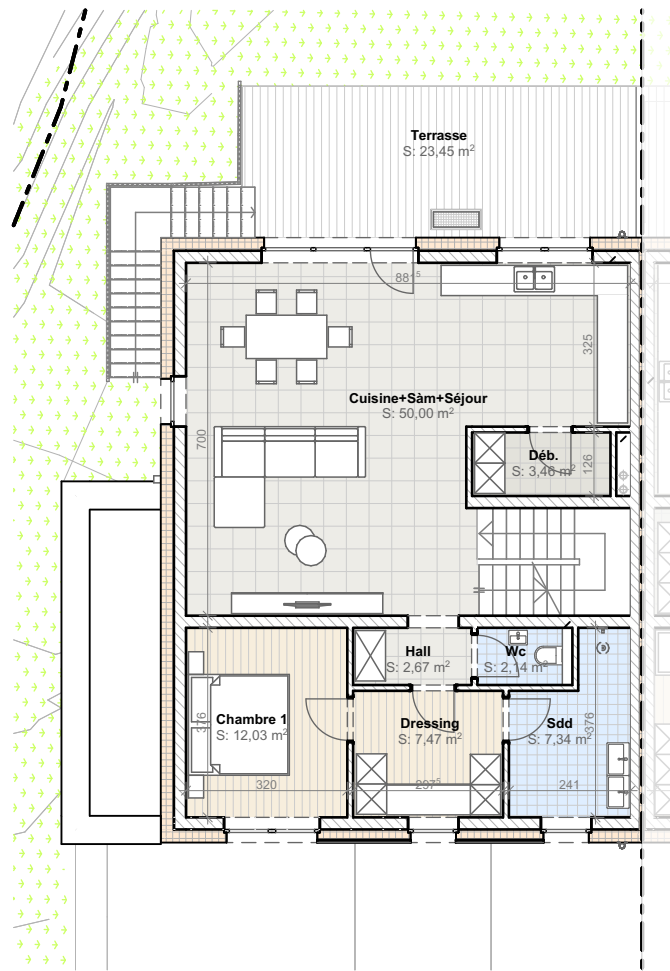 Terrasse
S: 23,45 m²
881⁵
325
Cuisine+Sàm+Séjour
S: 50,00 m²
700
Déb.
S: 3,46 m²
126
Hall
S: 2,67 m²
Wc
S: 2,14 m²
Chambre 1
S: 12,03 m²
376
Dressing
S: 7,47 m²
Sdd
S: 7,34 m²
376
320
297⁵
241